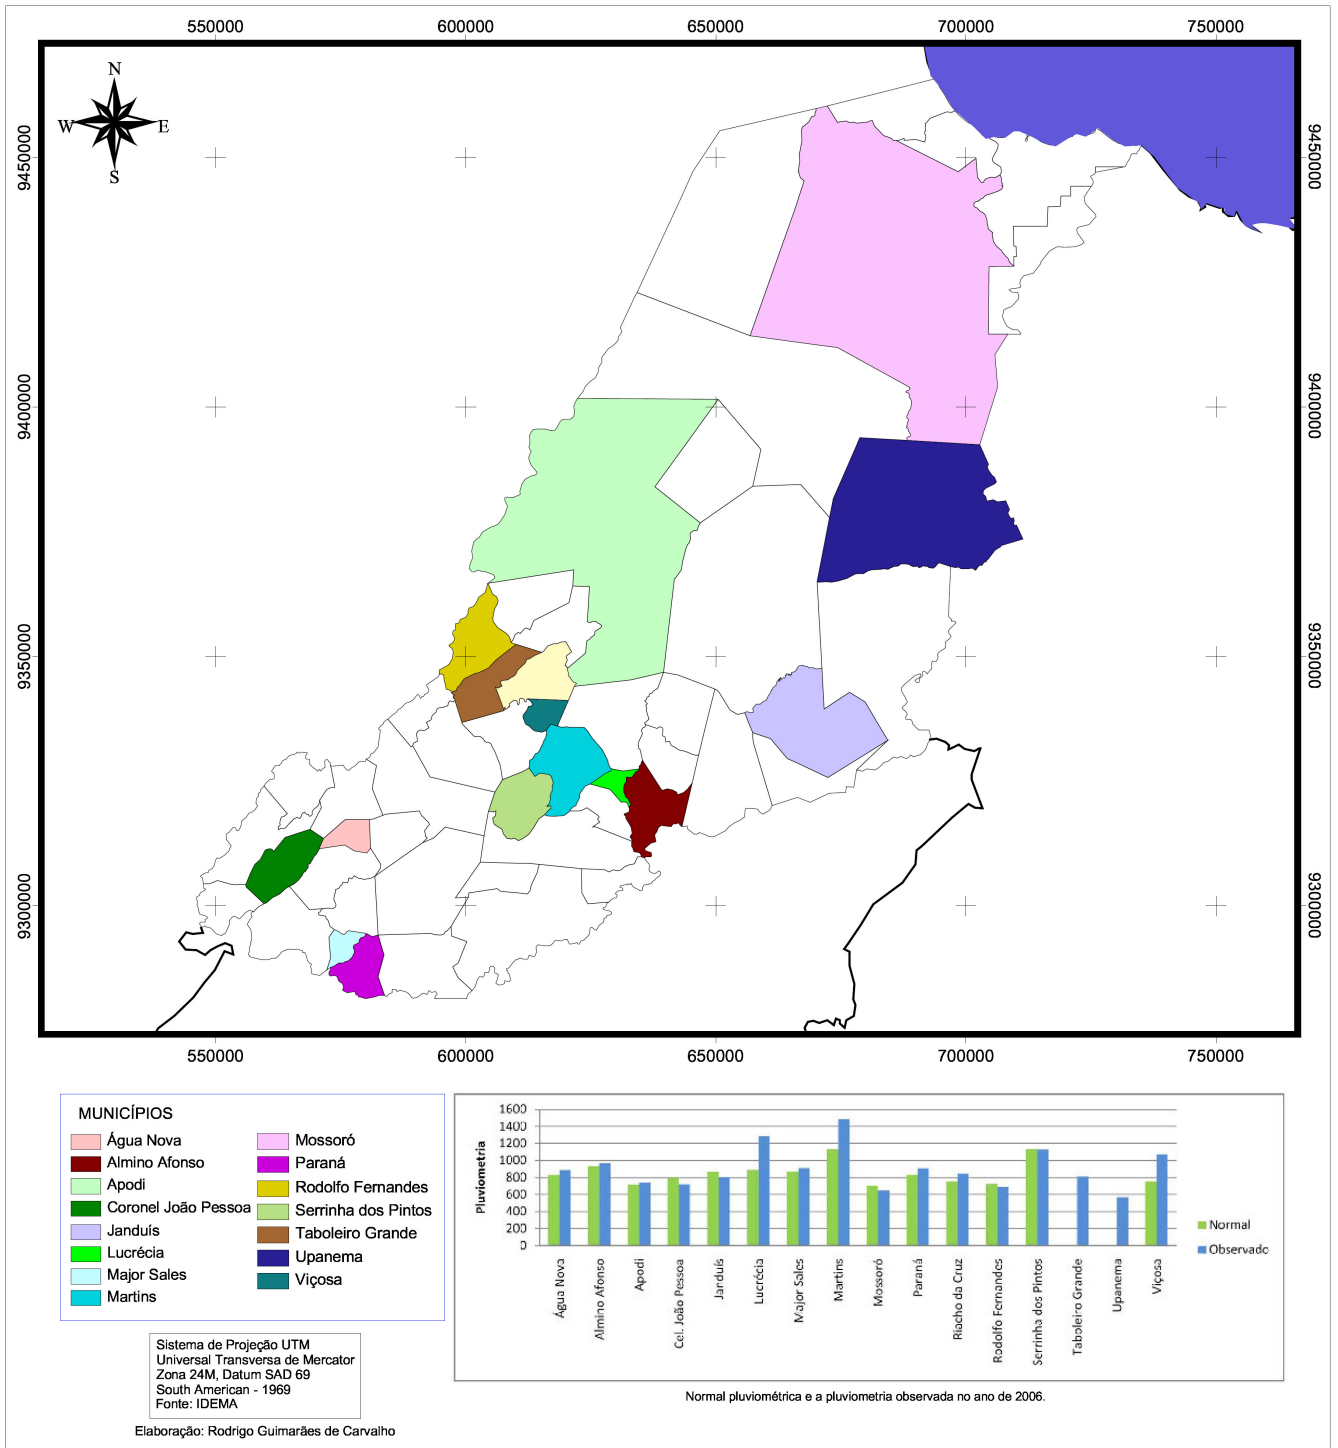 550000 600000 650000 700000 750000
N
W E
S
9450000 9450000
9400000 9400000
9350000 9350000
9300000 9300000
550000 600000 650000 700000 750000
MUNICÍPIOS
Água Nova
Almino Afonso
Apodi
Coronel João Pessoa
Janduís
Lucrécia
Major Sales
Martins
Mossoró
Paraná
Rodolfo Fernandes
Serrinha dos Pintos
Taboleiro Grande
Upanema
Viçosa
Pluviometria
1600
1400
1200
1000
800
600
400
200
0
Água Nova
Almino Afonso
Apodi
Cel. João Pessoa
Janduís
Lucrécia
Major Sales
Martins
Mossoró
Paraná
Riacho da Cruz
Rodolfo Fernandes
Serrinha dos Pintos
Taboleiro Grande
Upanema
Viçosa
Normal
Observado
Sistema de Projeção UTM
Universal Transversa de Mercator
Zona 24M, Datum SAD 69
South American - 1969
Fonte: IDEMA
Normal pluviométrica e a pluviometria observada no ano de 2006.
Elaboração: Rodrigo Guimarães de Carvalho